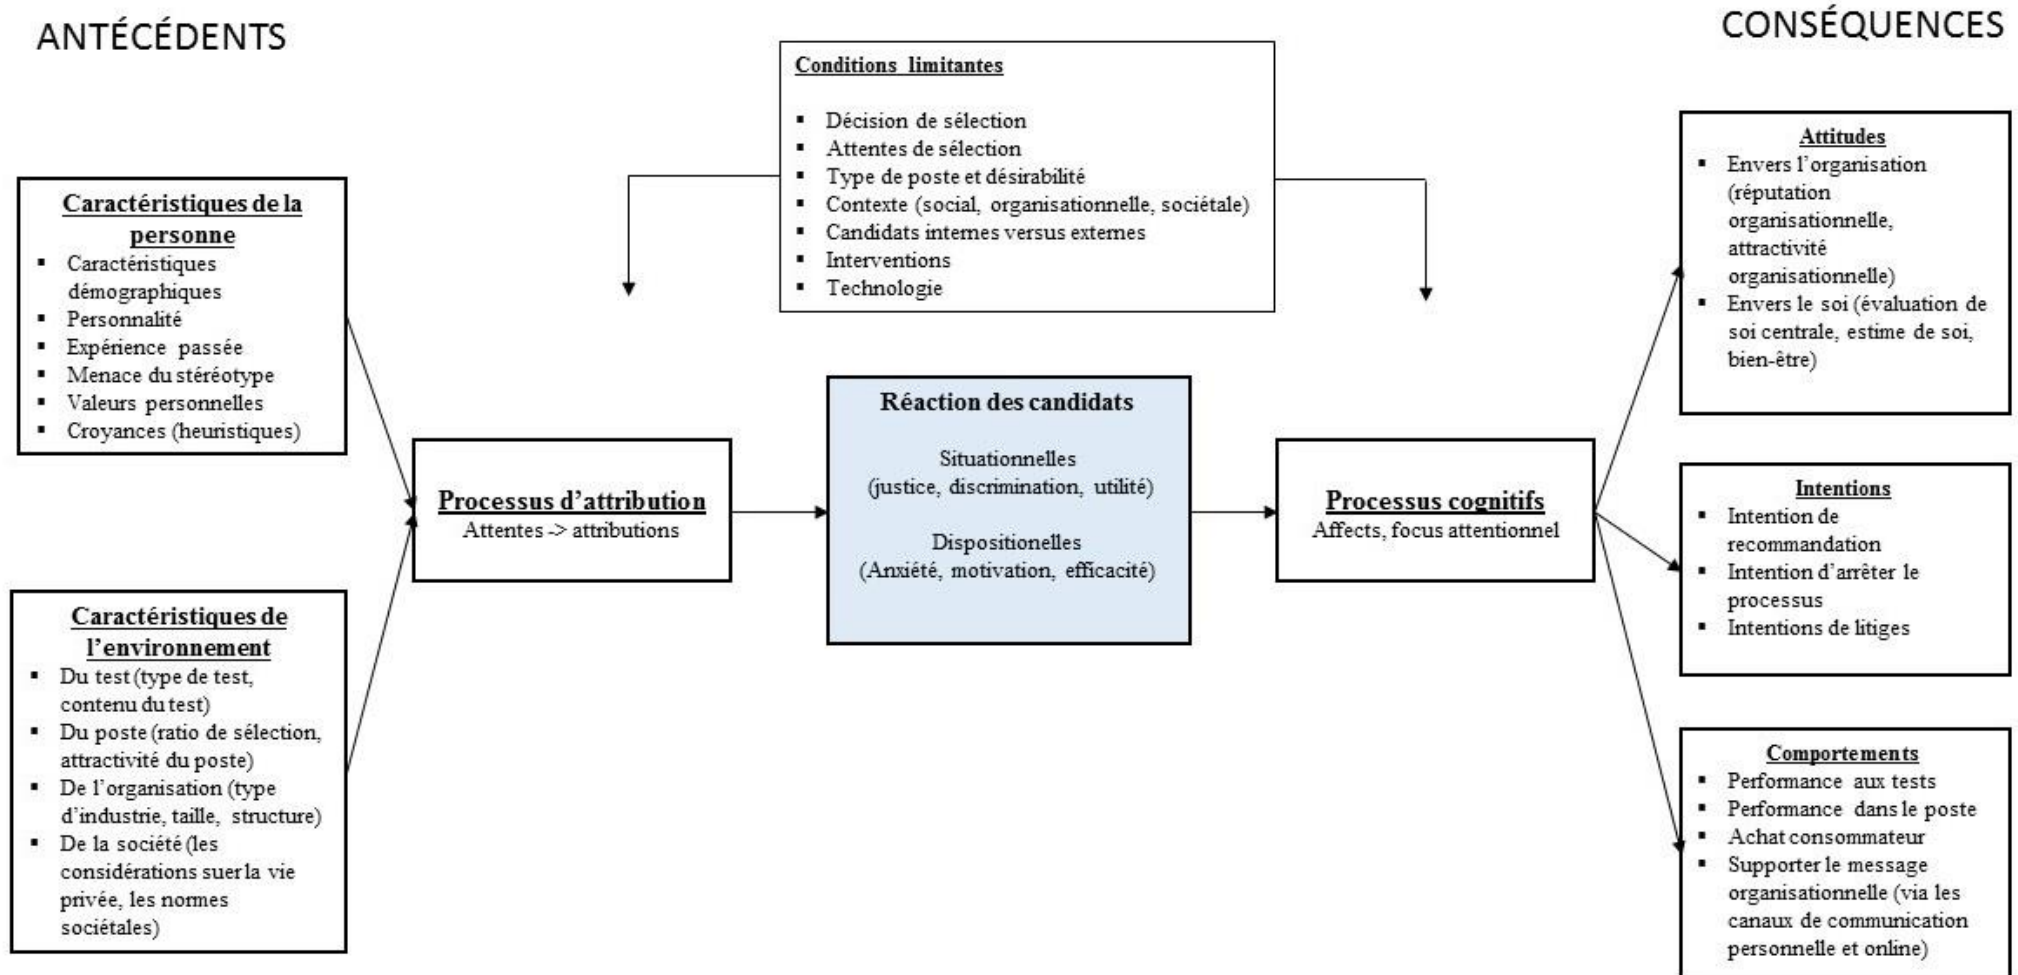 ANTÉCÉDENTS
CONSÉQUENCES
Conditions limitantes
▪ Décision de sélection
▪ Attentes de sélection
▪ Type de poste et désirabilité
▪ Contexte (social, organisationnelle, sociétale)
▪ Candidats internes versus externes
▪ Interventions
▪ Technologie
Caractéristiques de la
personne
▪ Caractéristiques
démographiques
▪ Personnalité
▪ Expérience passée
▪ Menace du stéréotype
▪ Valeurs personnelles
▪ Croyances (heuristiques)
Caractéristiques de
l'environnement
▪ Du test (type de test,
contenu du test)
▪ Du poste (ratio de sélection,
attractivité du poste)
▪ De l'organisation (type
d'industrie, taille, structure)
▪ De la société (les
considérations suer la vie
privée, les normes
sociétales)
Processus d'attribution
Attentes -> attributions
Réaction des candidats
Situationnelles
(justice, discrimination, utilité)
Dispositionelles
(Anxiété, motivation, efficacité)
Processus cognitifs
Affects, focus attentionnel
Attitudes
▪ Envers l'organisation
(réputation
organisationnelle,
attractivité
organisationnelle)
▪ Envers le soi (évaluation de
soi centrale, estime de soi,
bien-être)
Intentions
▪ Intention de
recommandation
▪ Intention d'arrêter le
processus
▪ Intentions de litiges
Comportements
▪ Performance aux tests
▪ Performance dans le poste
▪ Achat consommateur
▪ Supporter le message
organisationnelle (via les
canaux de communication
personnelle et online)